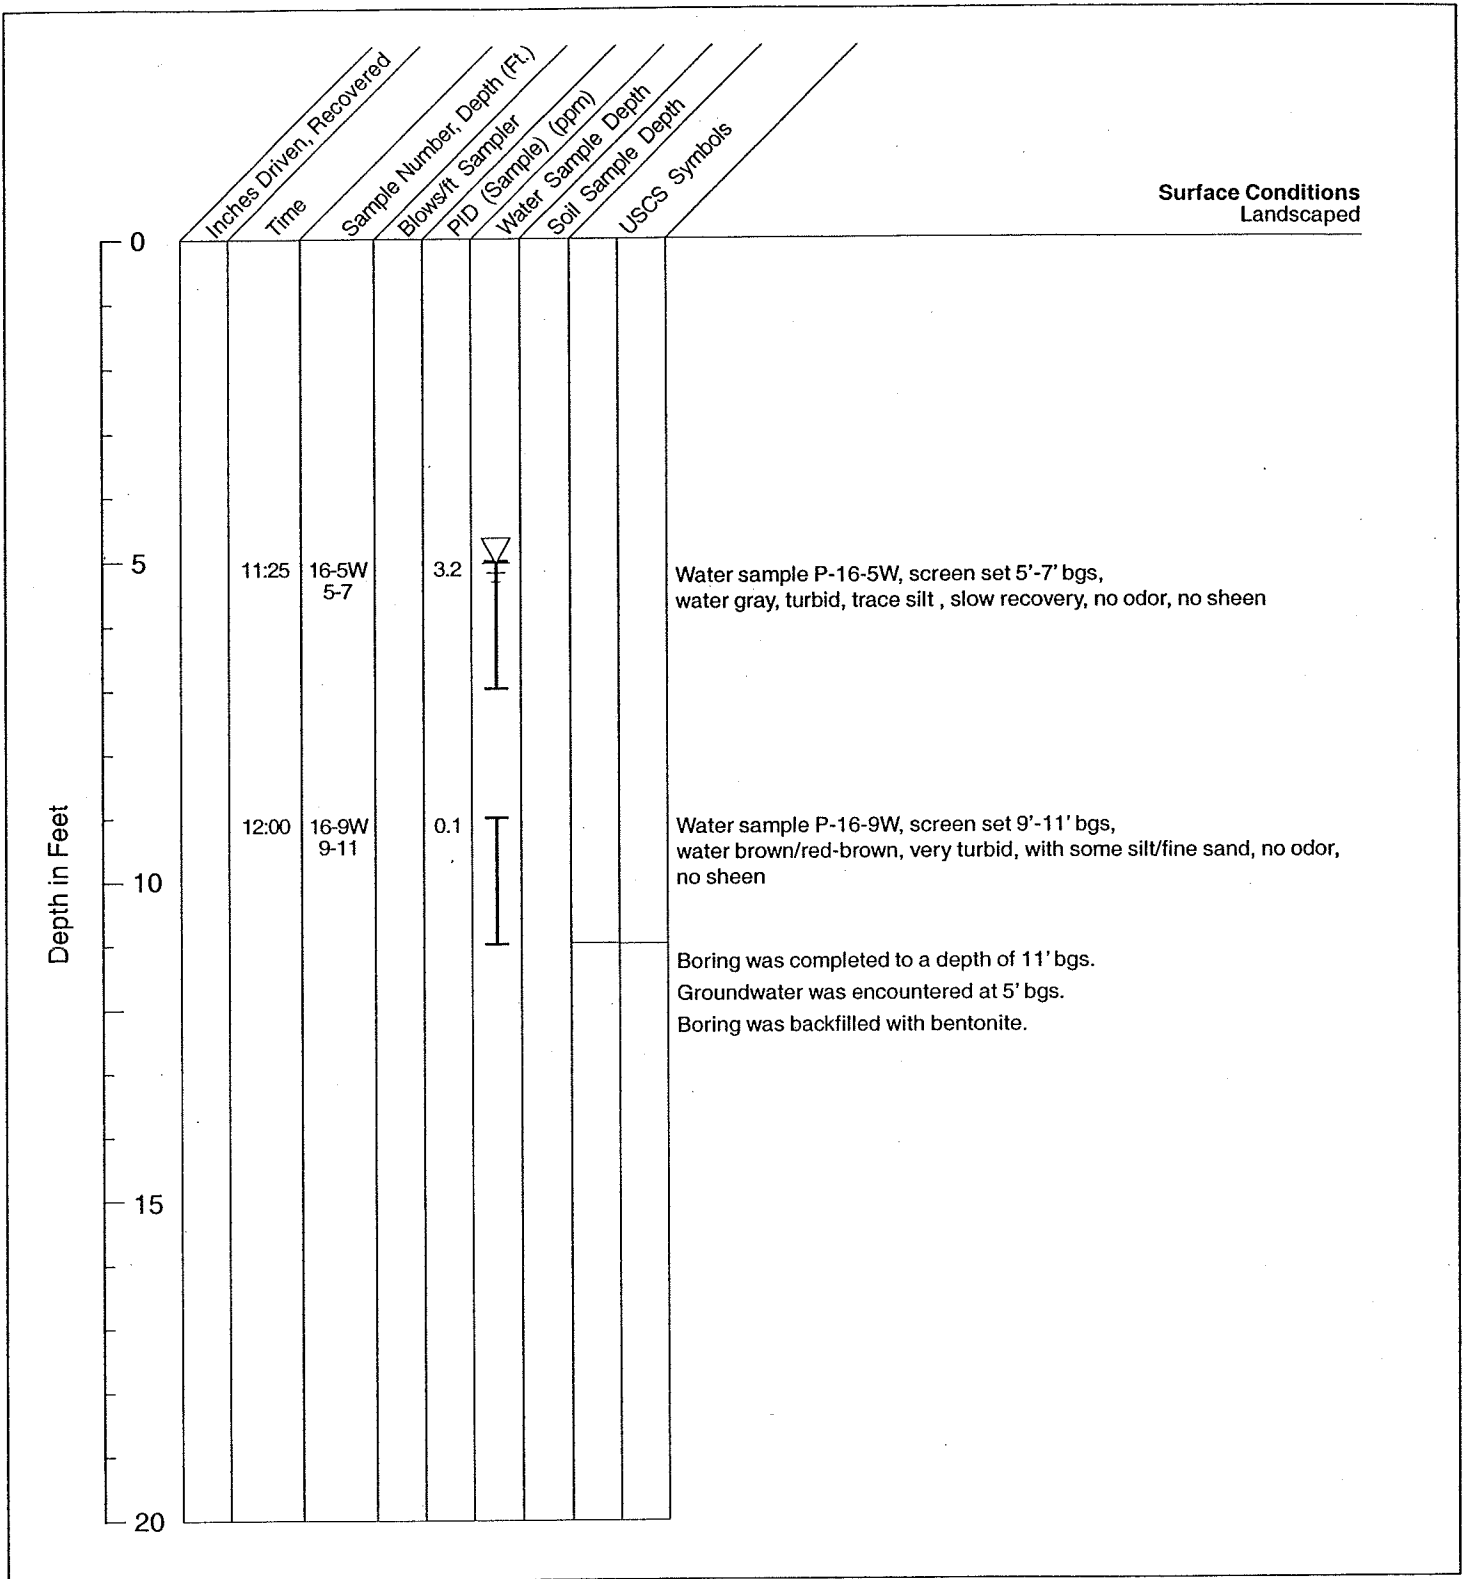 Inches Driven, Recovered
Time
Sample Number, Depth (Ft.)
Blows/ft Sampler
PID (Sample) (ppm)
Water Sample Depth
Soil Sample Depth
USCS Symbols
Surface Conditions
Landscaped
0
5
11:25 16-5W 3.2
5-7
Water sample P-16-5W, screen set 5'-7' bgs,
water gray, turbid, trace silt , slow recovery, no odor, no sheen
Depth in Feet
12:00 16-9W 0.1
9-11
Water sample P-16-9W, screen set 9'-11' bgs,
water brown/red-brown, very turbid, with some silt/fine sand, no odor,
no sheen
10
Boring was completed to a depth of 11' bgs.
Groundwater was encountered at 5' bgs.
Boring was backfilled with bentonite.
15
20